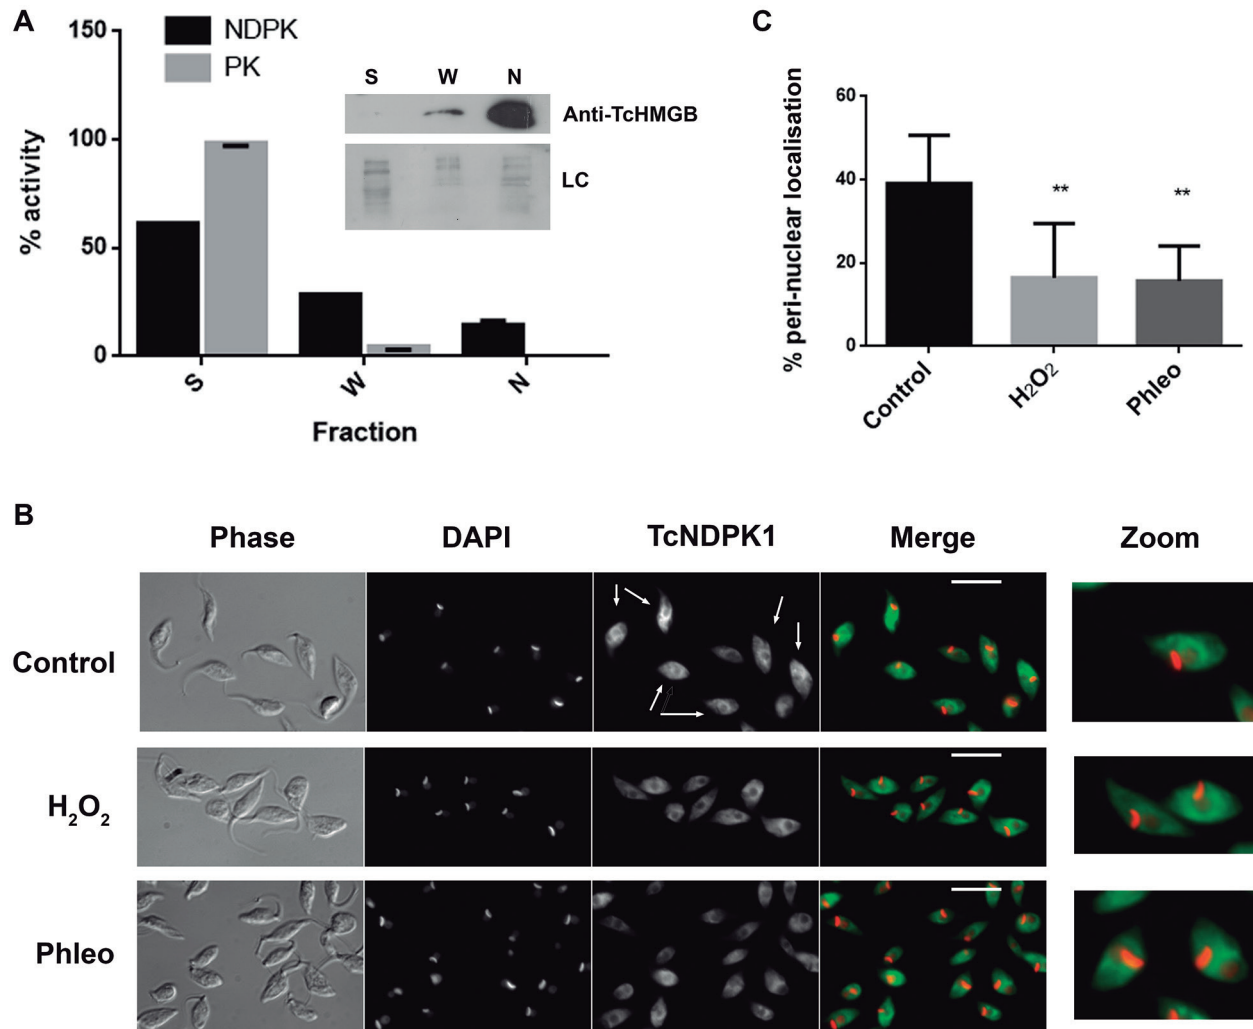 A
150
100
50
0
% activity
NDPK
PK
S W N
Anti-TcHMGB
LC
S W N
Fraction
C
60
40
20
0
% peri-nuclear localisation
**
**
Control H₂O₂ Phleo
B
Phase DAPI TcNDPK1 Merge Zoom
Control
H₂O₂
Phleo